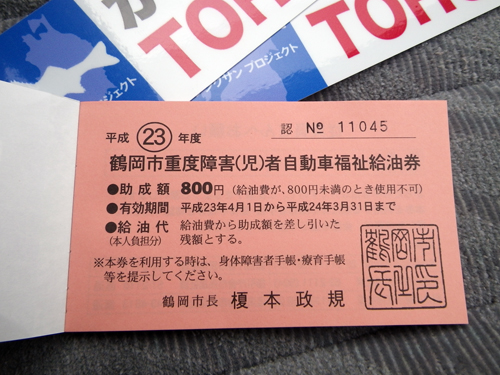 TOHO
プロジェクト
クサン プロジェクト
平成 23 年度
認 № 11045
鶴岡市重度障害(児)者自動車福祉給油券
●助成額 800円 (給油費が、800円未満のとき使用不可)
●有効期間 平成23年4月1日から平成24年3月31日まで
●給油代 給油費から助成額を差し引いた
(本人負担分) 残額とする。
※本券を利用する時は、身体障害者手帳・療育手帳
等を提示してください。
鶴岡市長 榎本政規
鶴岡市長任印